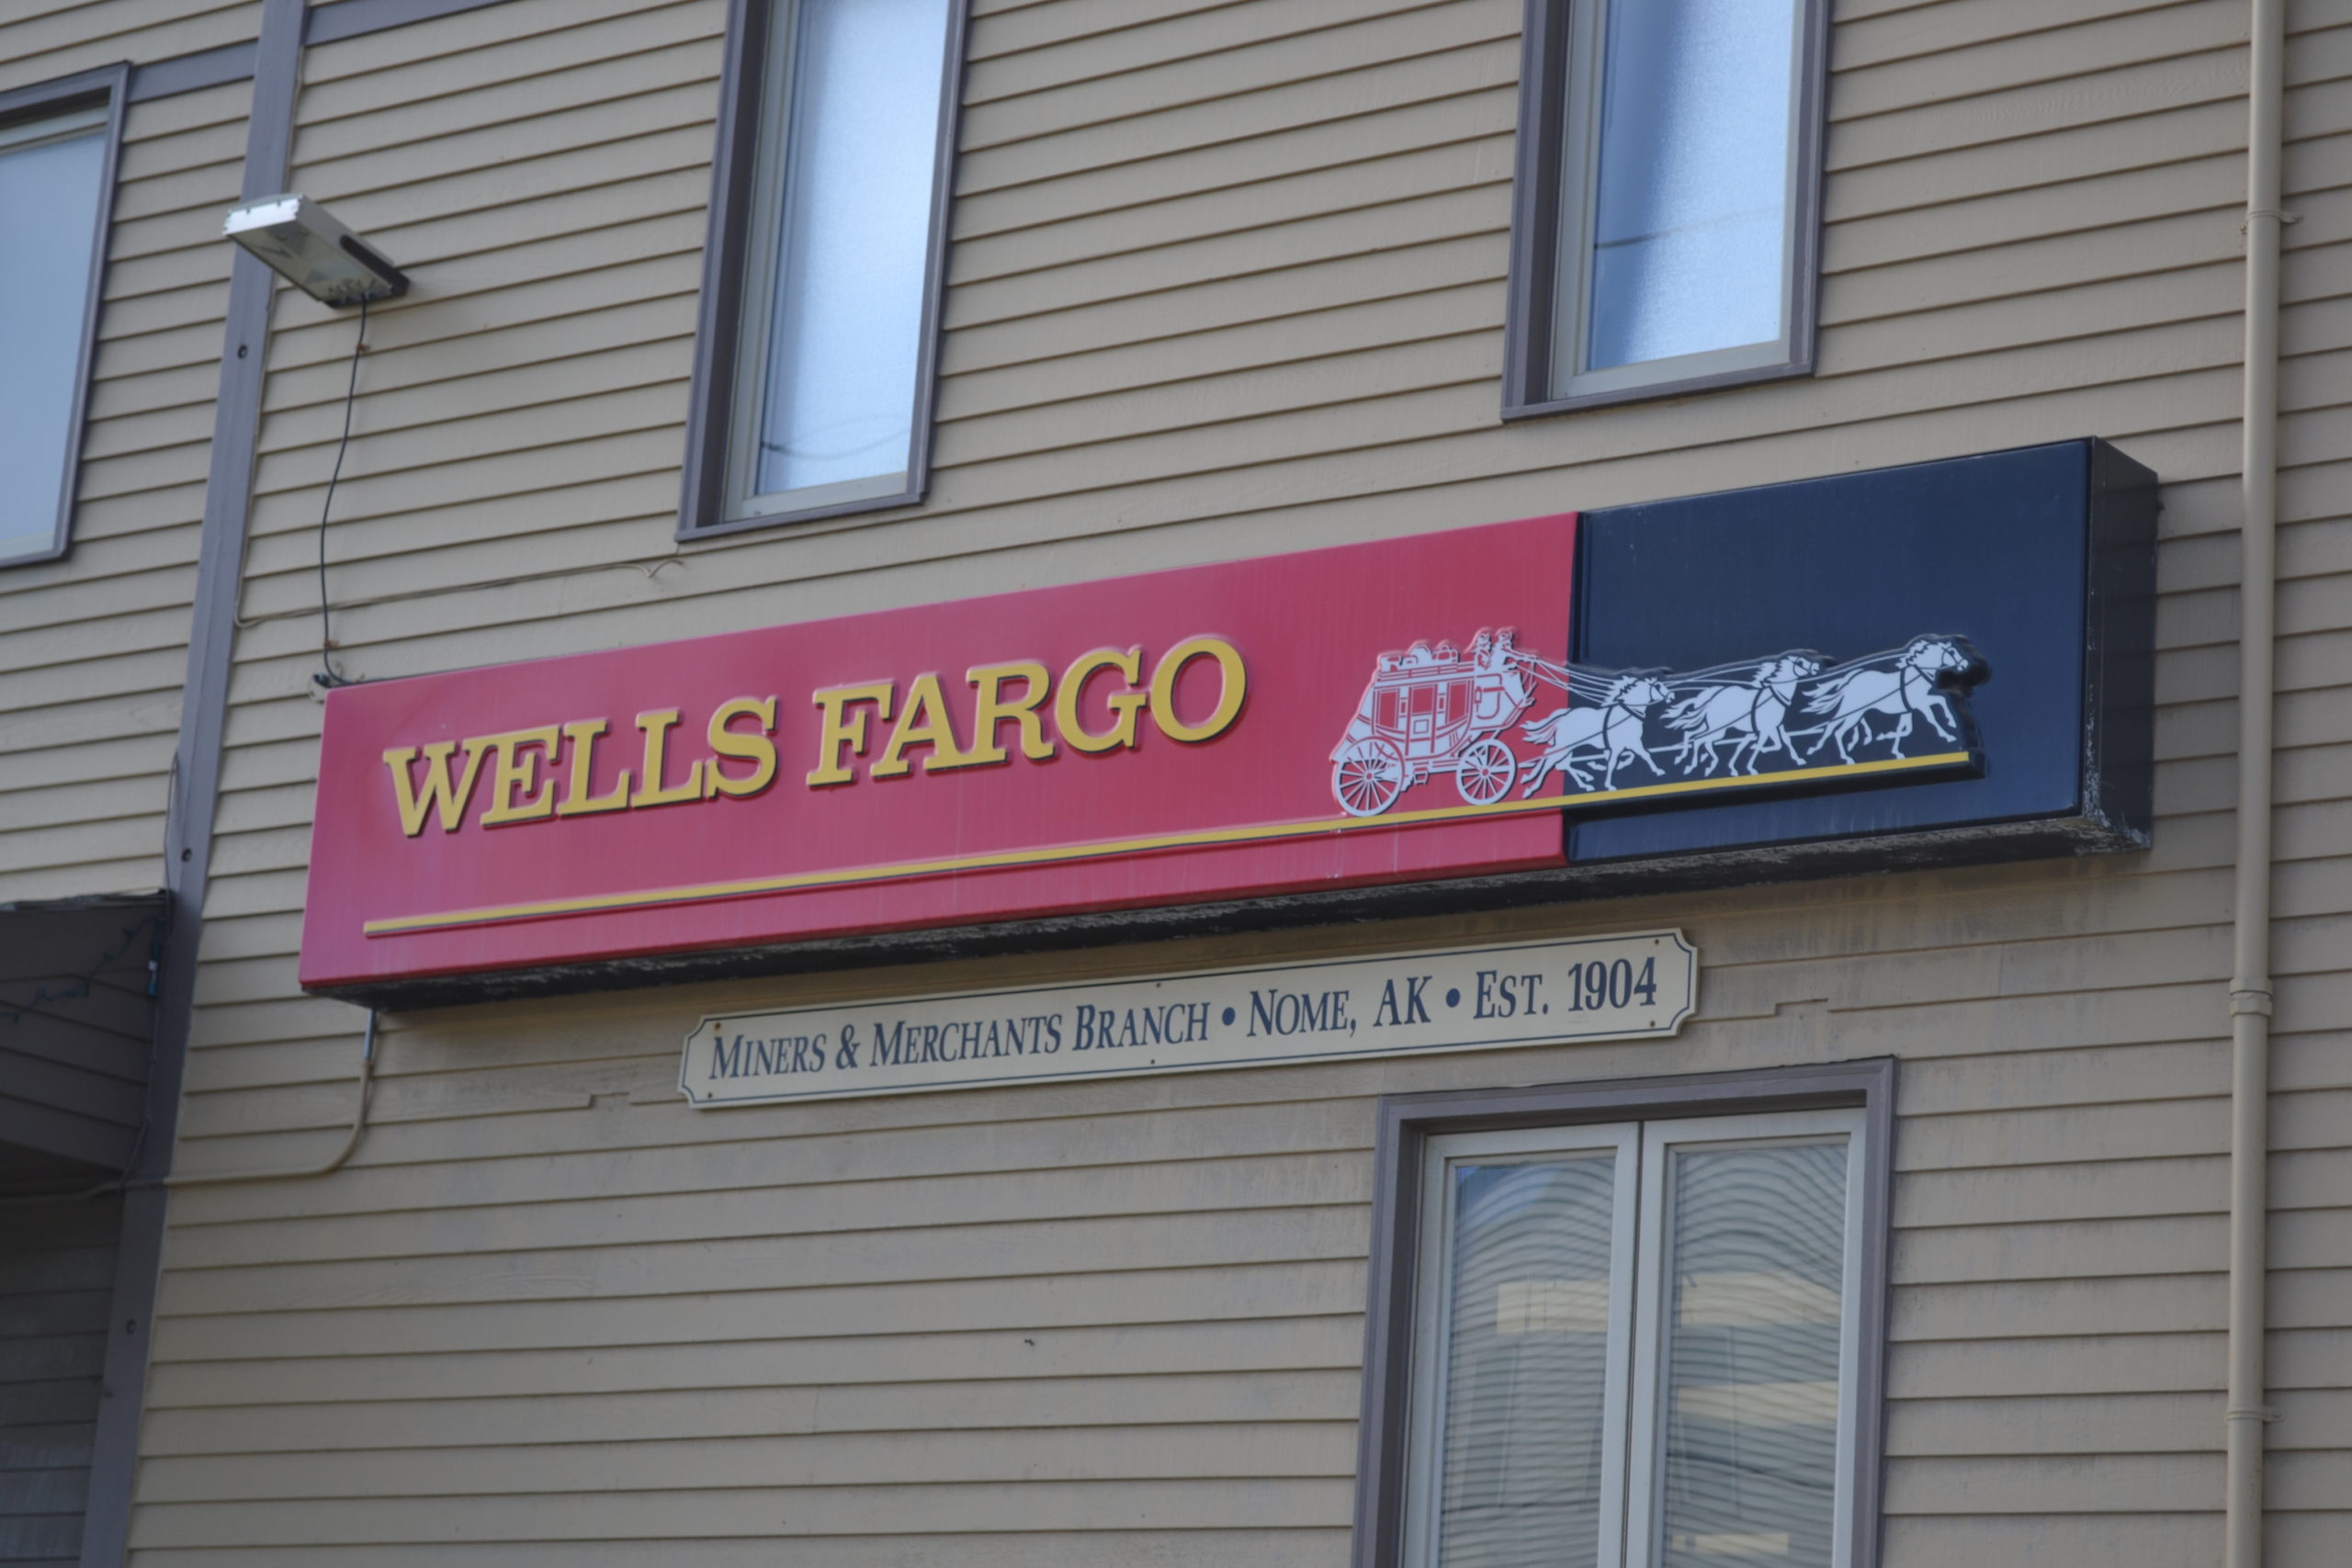 WELLS FARGO
MINERS & MERCHANTS BRANCH • NOME, AK • EST. 1904